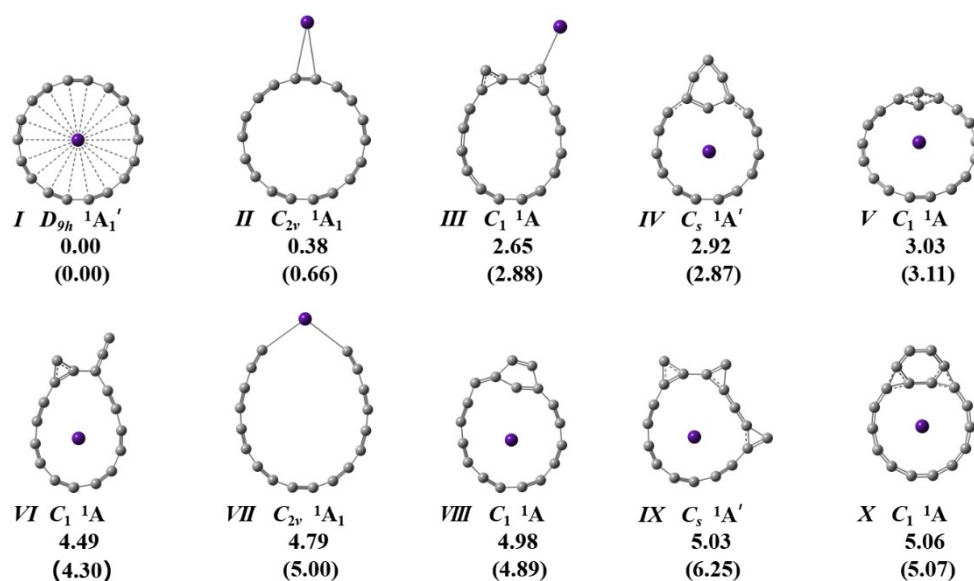 I D9h ¹A₁′ II C2v ¹A₁ III C₁ ¹A IV Cs ¹A′ V C₁ ¹A
0.00 0.38 2.65 2.92 3.03
(0.00) (0.66) (2.88) (2.87) (3.11)
VI C₁ ¹A VII C2v ¹A₁ VIII C₁ ¹A IX Cs ¹A′ X C₁ ¹A
4.49 4.79 4.98 5.03 5.06
(4.30) (5.00) (4.89) (6.25) (5.07)